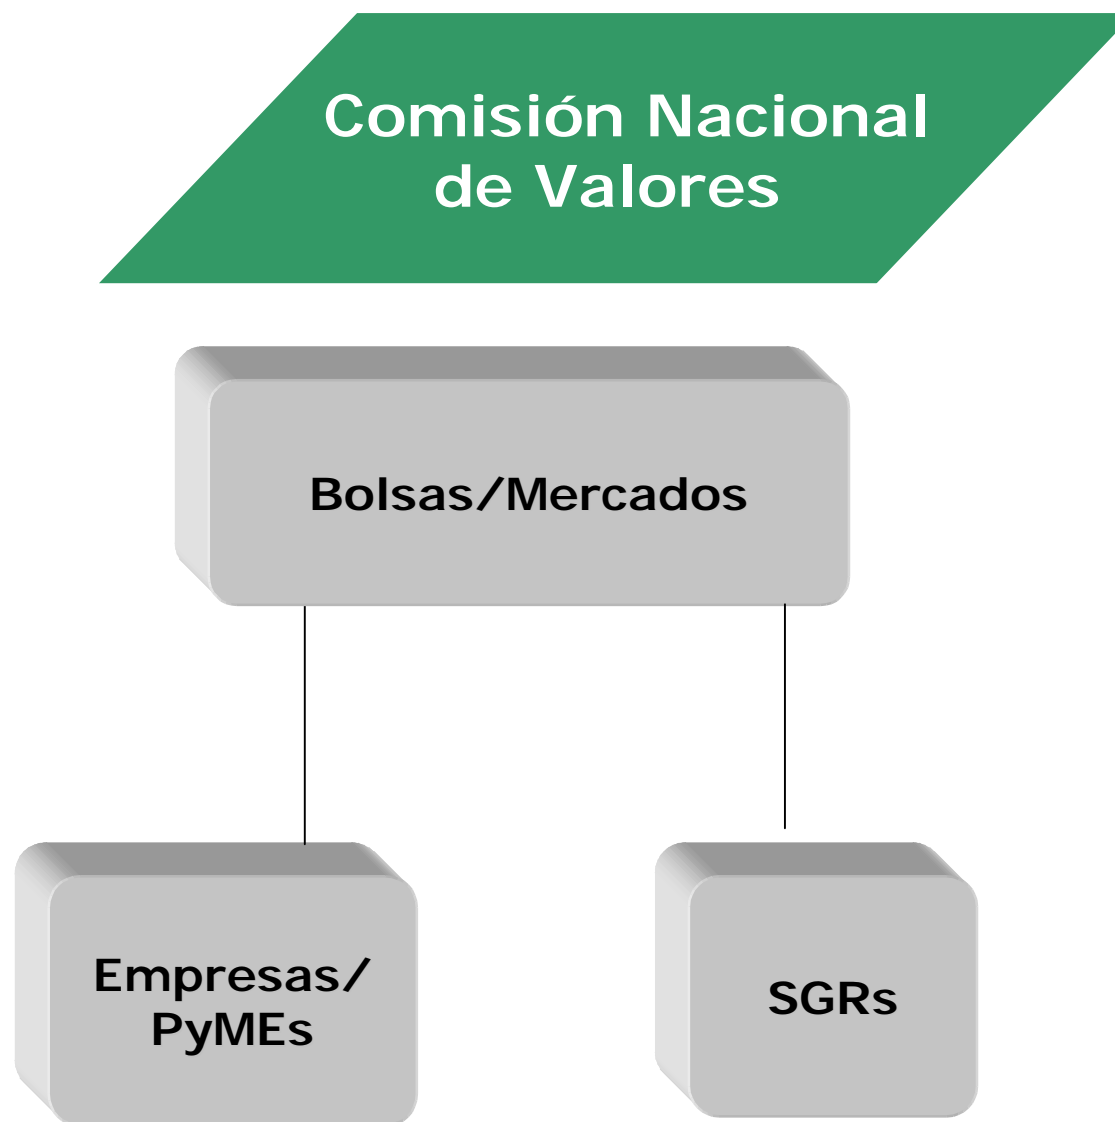 Comisión Nacional
de Valores
Bolsas/Mercados
Empresas/
PyMEs
SGRs